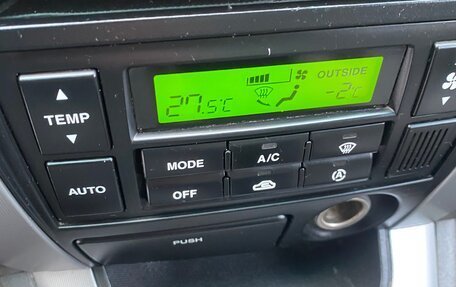 OUTSIDE
27.5°C
-2°C
TEMP
AUTO
MODE
A/C
OFF
A
PUSH